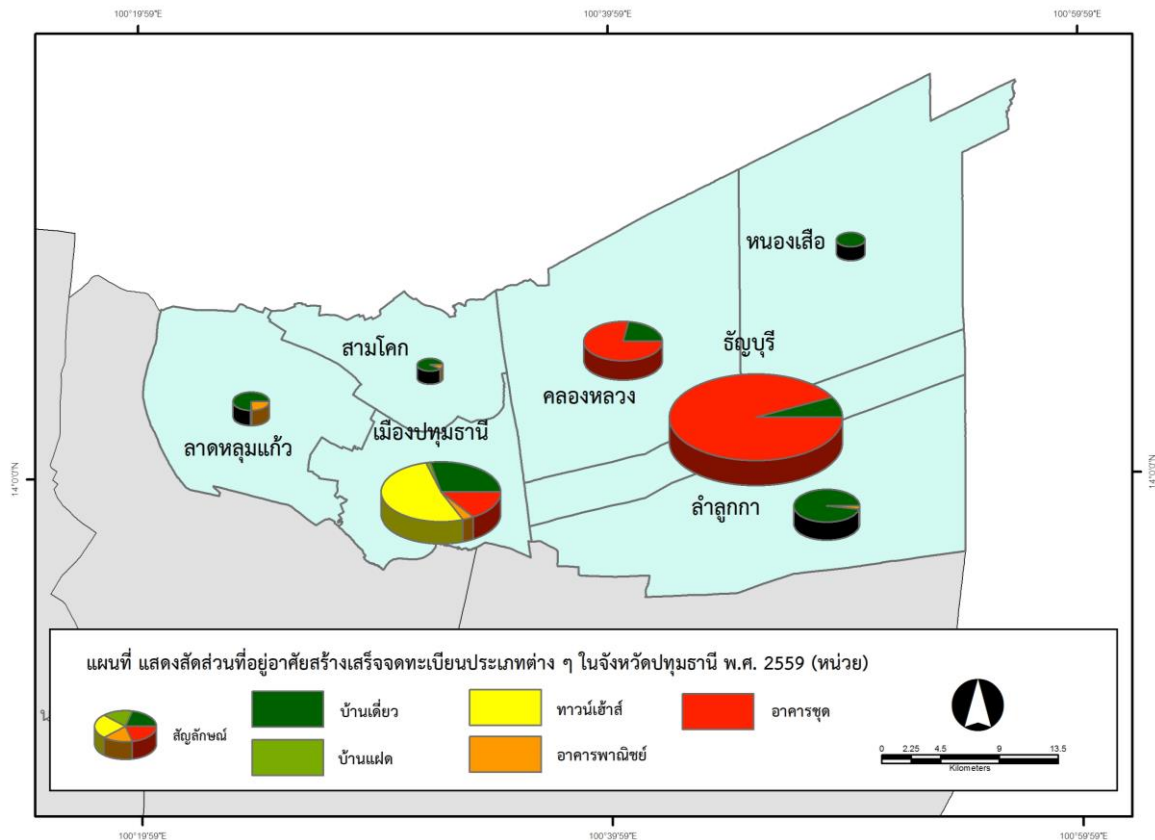 100°19'59"E
100°39'59"E
100°59'59"E
หนองเสือ
ธัญบุรี
สามโคก
คลองหลวง
เมืองปทุมธานี
ลาดหลุมแก้ว
ลำลูกกา
14°0'0"N
14°0'0"N
แผนที่ แสดงสัดส่วนที่อยู่อาศัยสร้างเสร็จจดทะเบียนประเภทต่าง ๆ ในจังหวัดปทุมธานี พ.ศ. 2559 (หน่วย)
สัญลักษณ์
บ้านเดี่ยว
ทาวน์เฮ้าส์
อาคารชุด
บ้านแฝด
อาคารพาณิชย์
0 2.25 4.5 9 13.5
Kilometers
100°19'59"E
100°39'59"E
100°59'59"E